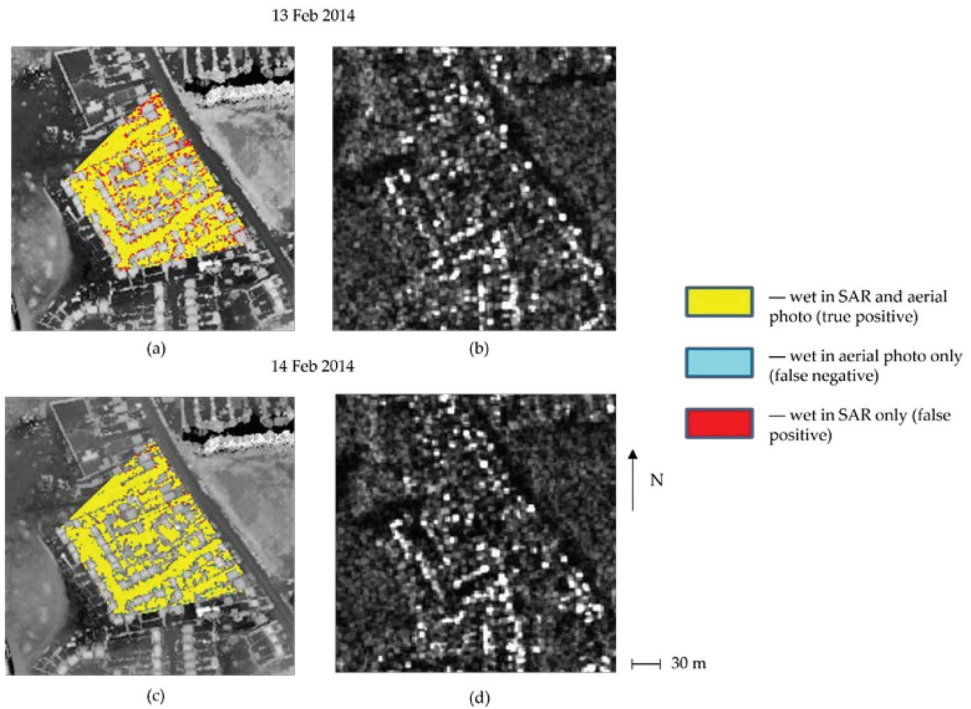 13 Feb 2014
(a)
(b)
14 Feb 2014
(c)
(d)
— wet in SAR and aerial
photo (true positive)
— wet in aerial photo only
(false negative)
— wet in SAR only (false
positive)
N
30 m